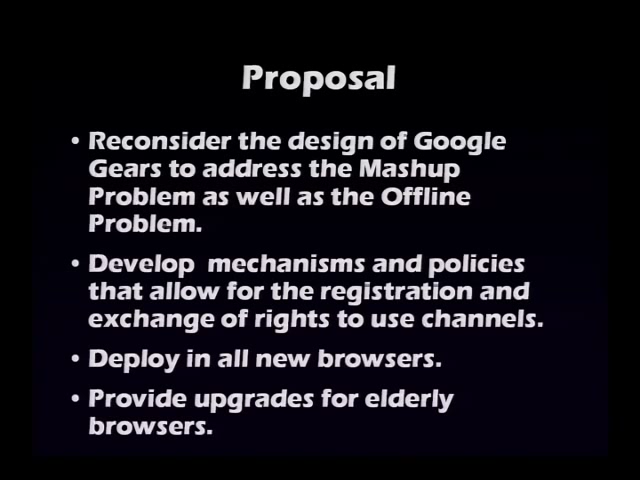 Proposal
• Reconsider the design of Google
Gears to address the Mashup
Problem as well as the Offline
Problem.
• Develop mechanisms and policies
that allow for the registration and
exchange of rights to use channels.
• Deploy in all new browsers.
• Provide upgrades for elderly
browsers.